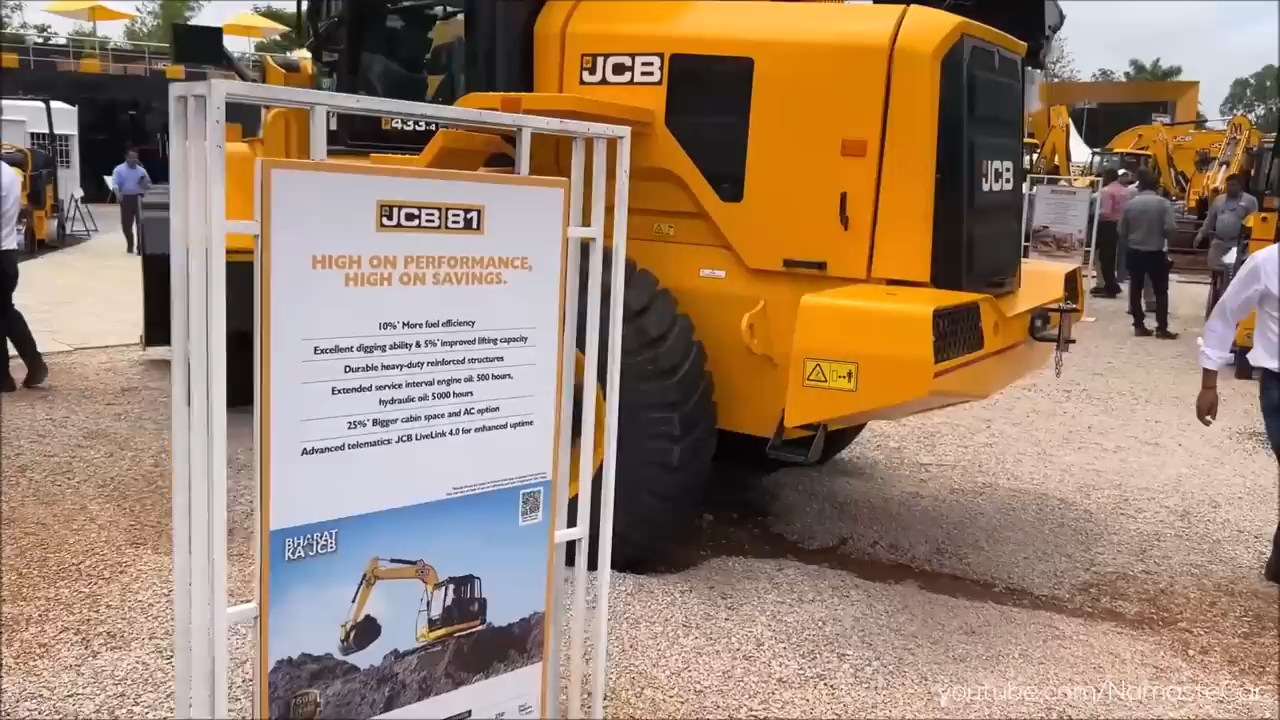 JCB
433-4
JCB
JCB
JCB 81
HIGH ON PERFORMANCE,
HIGH ON SAVINGS.
10%* More fuel efficiency
Excellent digging ability & 5%* improved lifting capacity
Durable heavy-duty reinforced structures
Extended service interval engine oil: 500 hours,
hydraulic oil: 5000 hours
25%* Bigger cabin space and AC option
Advanced telematics: JCB LiveLink 4.0 for enhanced uptime
BHARAT
KA JCB
youtube.com/NamasteCar